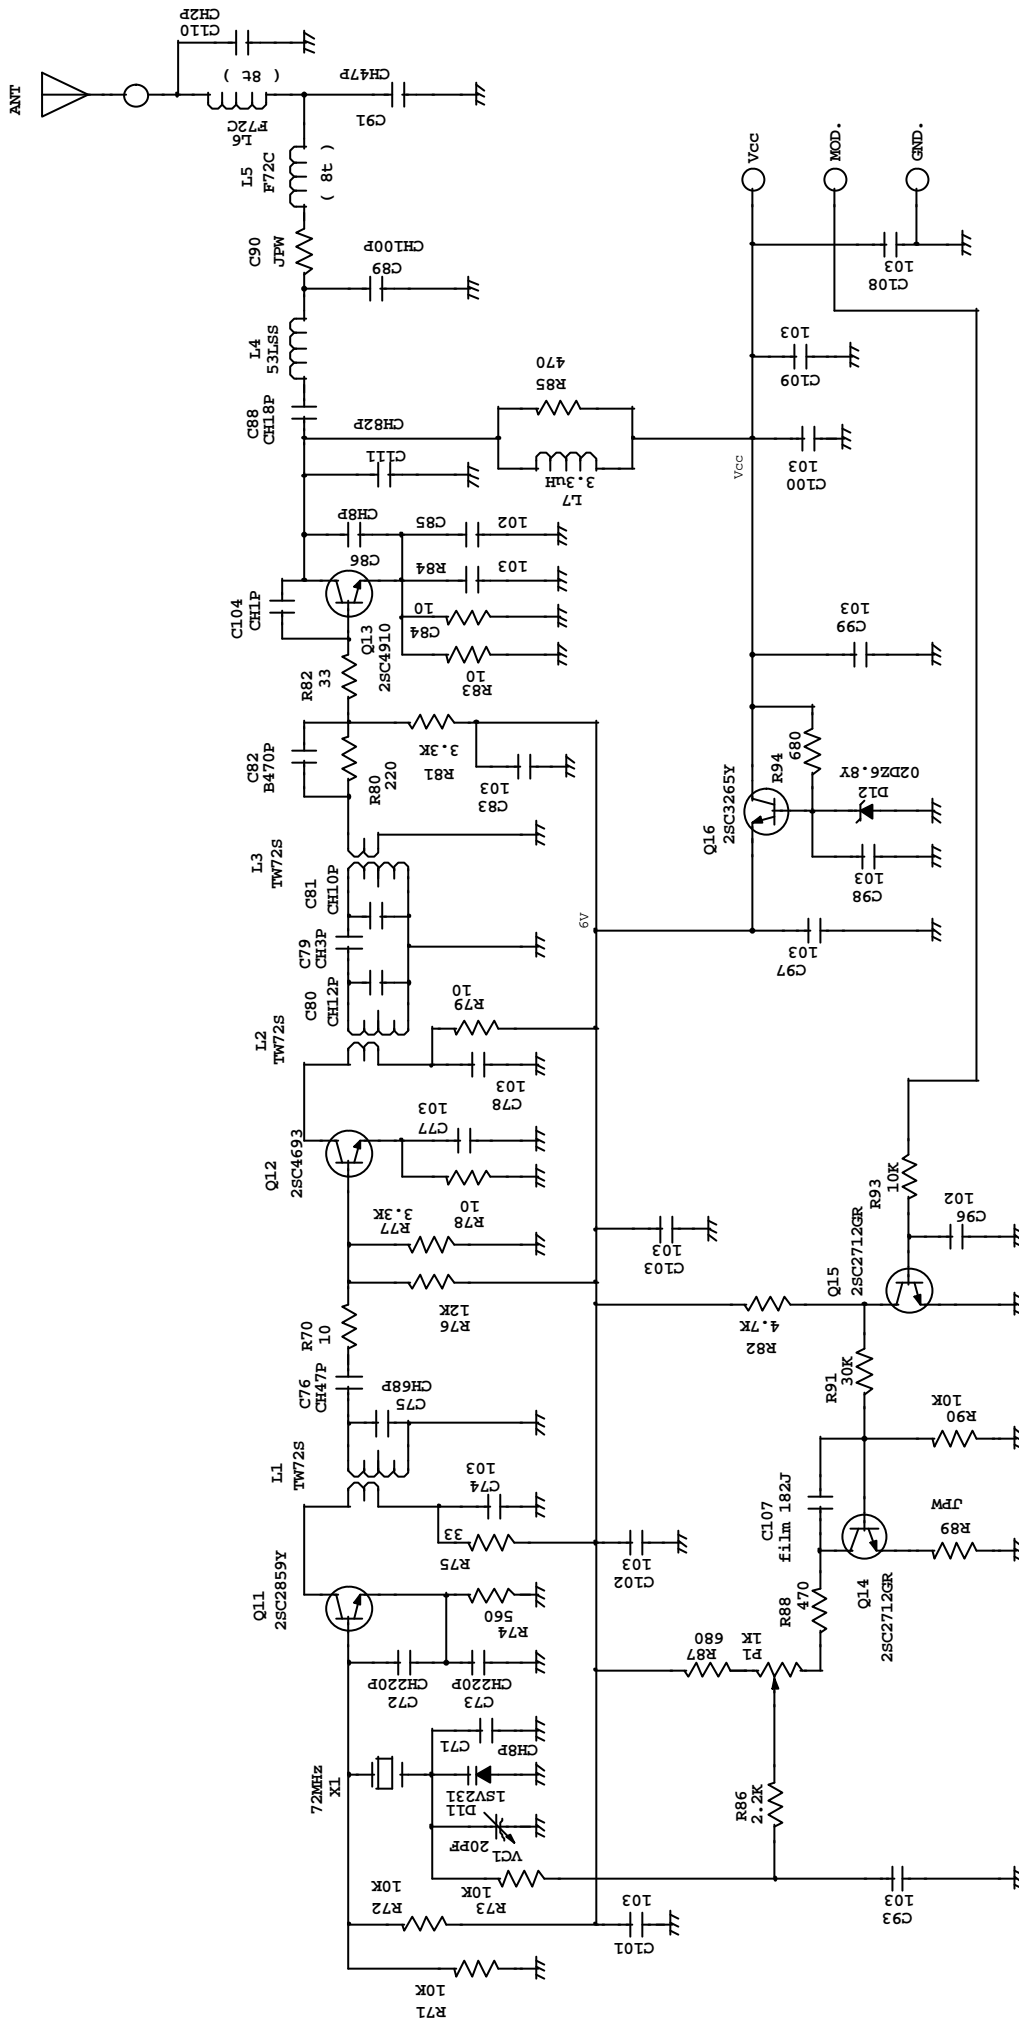 ANT
C110
CH2P
L6
F72C
( 8t )
C91
CH47P
L5
F72C
( 8t )
C90
JPW
C89
CH100P
L4
53LSS
C88
CH18P
C111
CH82P
R85
470
L7
3.3uH
Vcc
MOD.
GND.
C108
103
C109
103
C100
103
Vcc
C86
CH8P
C85
102
R84
103
C84
10
R83
10
C104
CH1P
Q13
2SC4910
R82
33
C82
B470P
R80
220
R81
3.3K
C83
103
L3
TW72S
C81
CH10P
C79
CH3P
C80
CH12P
L2
TW72S
R79
10
C78
103
6V
C99
103
R94
680
Q16
2SC3265Y
D12
02DZ6.8Y
C98
103
C97
103
Q12
2SC4693
C77
103
R78
10
R77
3.3K
R76
12K
C103
103
R93
10K
C96
102
Q15
2SC2712GR
R82
4.7K
R91
30K
R90
10K
R70
10
C76
CH47P
C75
CH68P
L1
TW72S
C74
103
R75
33
C102
103
C107
film 182J
R89
JPW
Q14
2SC2712GR
R88
470
P1
1K
R87
680
Q11
2SC2859Y
R74
560
C72
CH220P
C73
CH220P
C71
CH8P
72MHz
X1
D11
1SV231
VC1
20PF
R73
10K
R72
10K
R71
10K
C101
103
R86
2.2K
C93
103